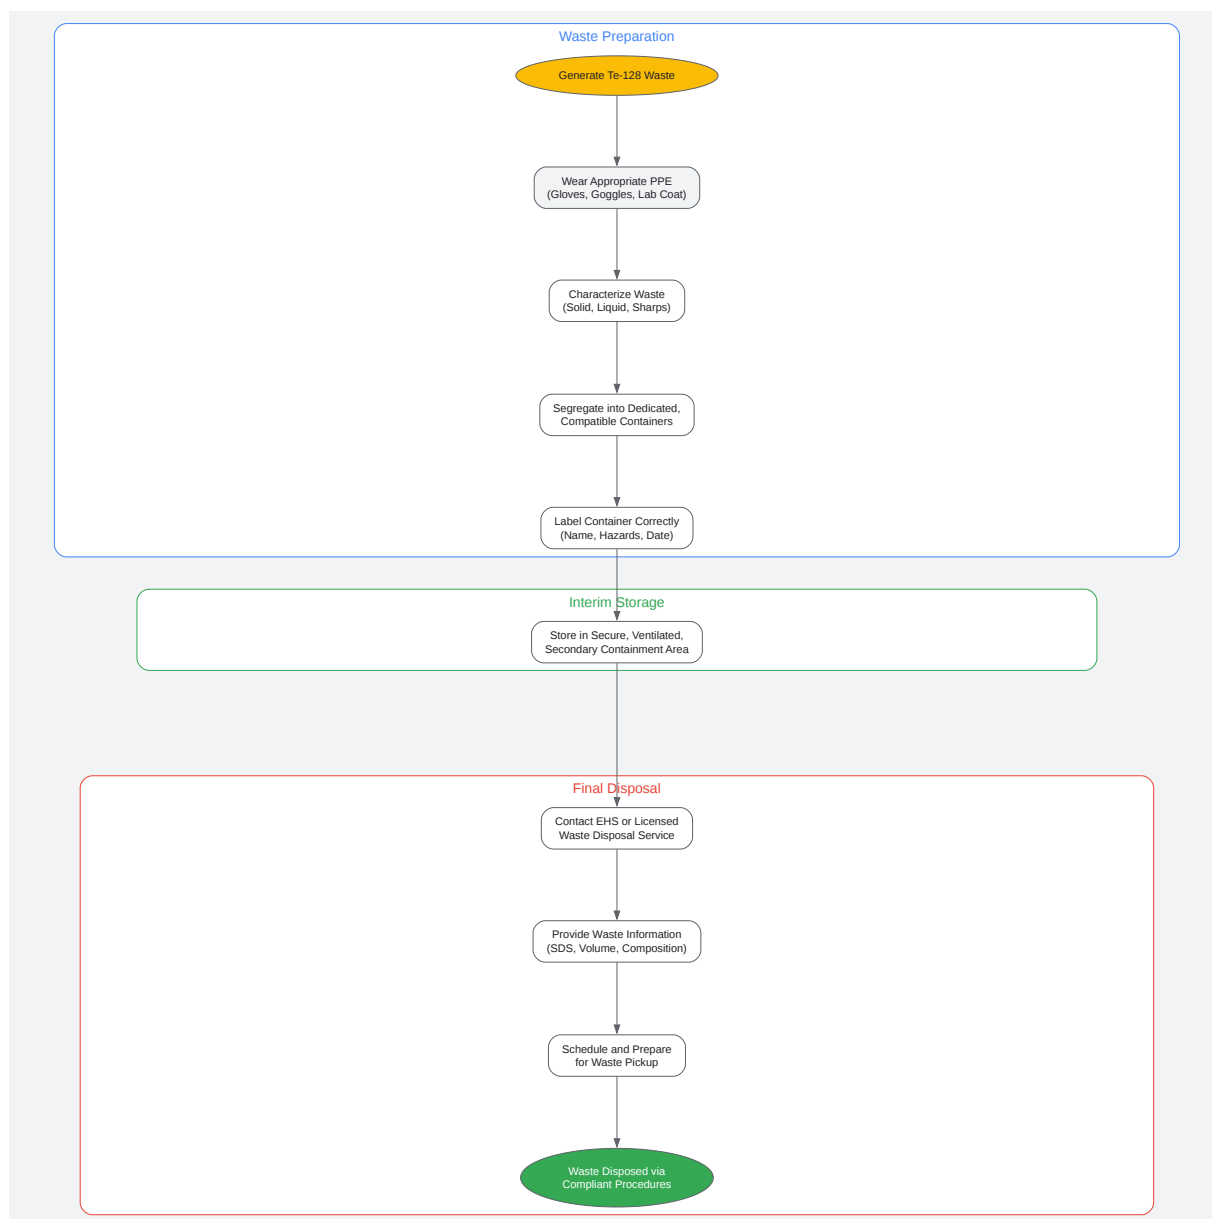 Waste Preparation
Generate Te-128 Waste
Wear Appropriate PPE
(Gloves, Goggles, Lab Coat)
Characterize Waste
(Solid, Liquid, Sharps)
Segregate into Dedicated,
Compatible Containers
Label Container Correctly
(Name, Hazards, Date)
Interim Storage
Store in Secure, Ventilated,
Secondary Containment Area
Final Disposal
Contact EHS or Licensed
Waste Disposal Service
Provide Waste Information
(SDS, Volume, Composition)
Schedule and Prepare
for Waste Pickup
Waste Disposed via
Compliant Procedures